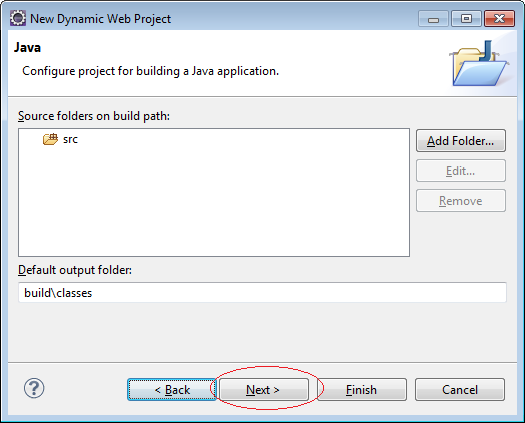 New Dynamic Web Project
Java
Configure project for building a Java application.
Source folders on build path:
src
Add Folder...
Edit...
Remove
Default output folder:
build\classes
?
< Back
Next >
Finish
Cancel